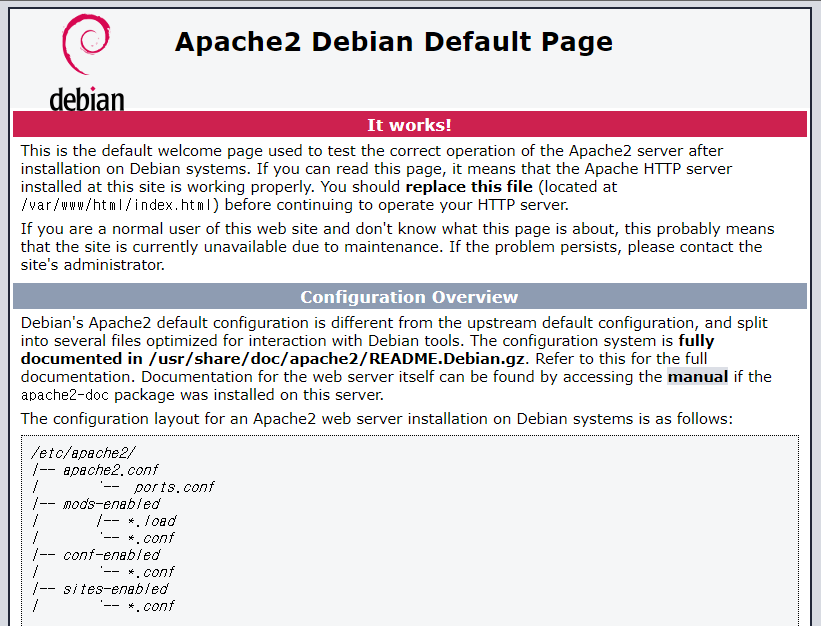 debian
Apache2 Debian Default Page
It works!
This is the default welcome page used to test the correct operation of the Apache2 server after
installation on Debian systems. If you can read this page, it means that the Apache HTTP server
installed at this site is working properly. You should replace this file (located at
/var/www/html/index.html) before continuing to operate your HTTP server.
If you are a normal user of this web site and don't know what this page is about, this probably means
that the site is currently unavailable due to maintenance. If the problem persists, please contact the
site's administrator.
Configuration Overview
Debian's Apache2 default configuration is different from the upstream default configuration, and split
into several files optimized for interaction with Debian tools. The configuration system is fully
documented in /usr/share/doc/apache2/README.Debian.gz. Refer to this for the full
documentation. Documentation for the web server itself can be found by accessing the manual if the
apache2-doc package was installed on this server.
The configuration layout for an Apache2 web server installation on Debian systems is as follows:
/etc/apache2/
|-- apache2.conf
|       `--  ports.conf
|-- mods-enabled
|       |-- *.load
|       `-- *.conf
|-- conf-enabled
|       `-- *.conf
|-- sites-enabled
|       `-- *.conf